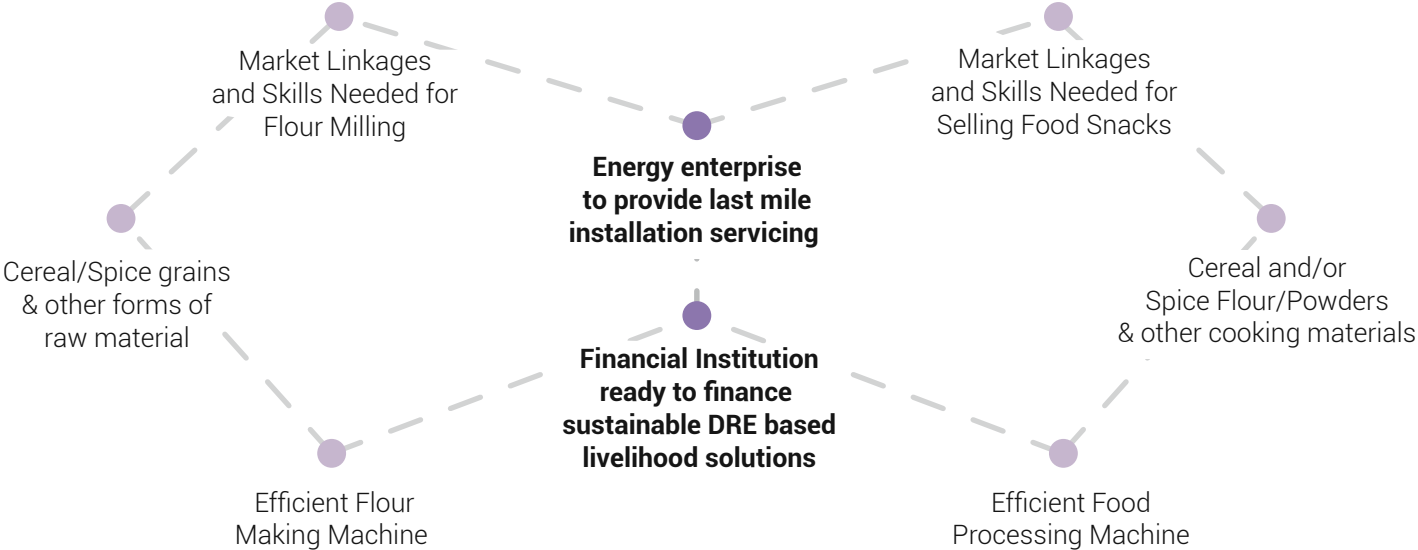 Market Linkages
and Skills Needed for
Flour Milling
Market Linkages
and Skills Needed for
Selling Food Snacks
Energy enterprise
to provide last mile
installation servicing
Cereal/Spice grains
& other forms of
raw material
Cereal and/or
Spice Flour/Powders
& other cooking materials
Financial Institution
ready to finance
sustainable DRE based
livelihood solutions
Efficient Flour
Making Machine
Efficient Food
Processing Machine